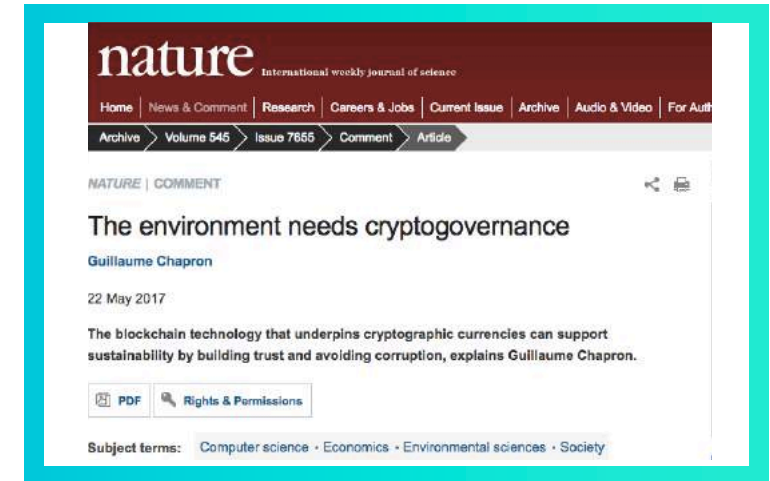 nature International weekly journal of science
Home | News & Comment | Research | Careers & Jobs | Current Issue | Archive | Audio & Video | For Auth
Archive Volume 545 Issue 7655 Comment Article
NATURE | COMMENT
The environment needs cryptogovernance
Guillaume Chapron
22 May 2017
The blockchain technology that underpins cryptographic currencies can support
sustainability by building trust and avoiding corruption, explains Guillaume Chapron.
PDF Rights & Permissions
Subject terms: Computer science • Economics • Environmental sciences • Society